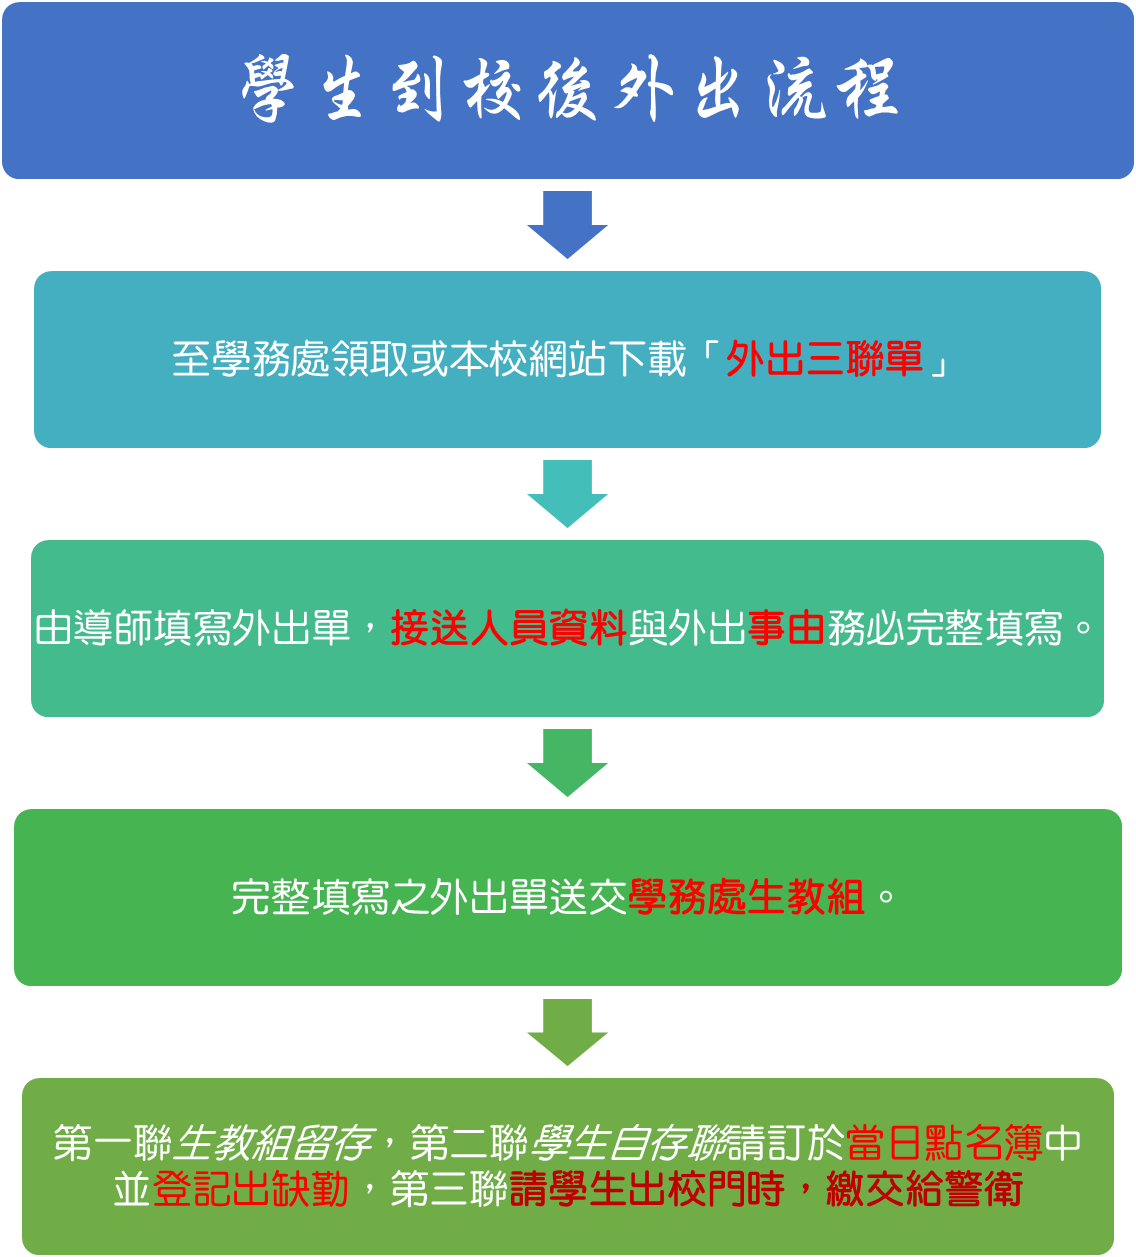 學生到校後外出流程
至學務處領取或本校網站下載「外出三聯單」
由導師填寫外出單，接送人員資料與外出事由務必完整填寫。
完整填寫之外出單送交學務處生教組。
第一聯生教組留存，第二聯學生自存聯請訂於當日點名簿中
並登記出缺勤，第三聯請學生出校門時，繳交給警衛